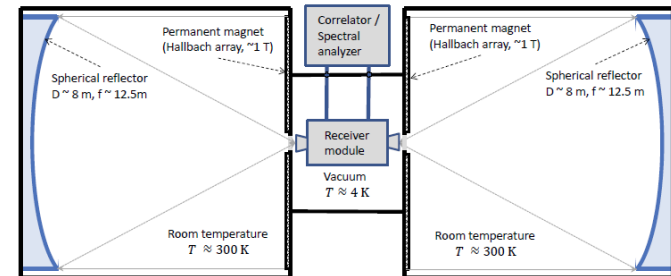 Permanent magnet
(Hallbach array, ~1 T)
Spherical reflector
D ~ 8 m, f ~ 12.5m
Correlator /
Spectral
analyzer
Permanent magnet
(Hallbach array, ~1 T)
Spherical reflector
D ~ 8 m, f ~ 12.5m
Receiver
module
Vacuum
T ≈ 4 K
Room temperature
T ≈ 300 K
Room temperature
T ≈ 300 K